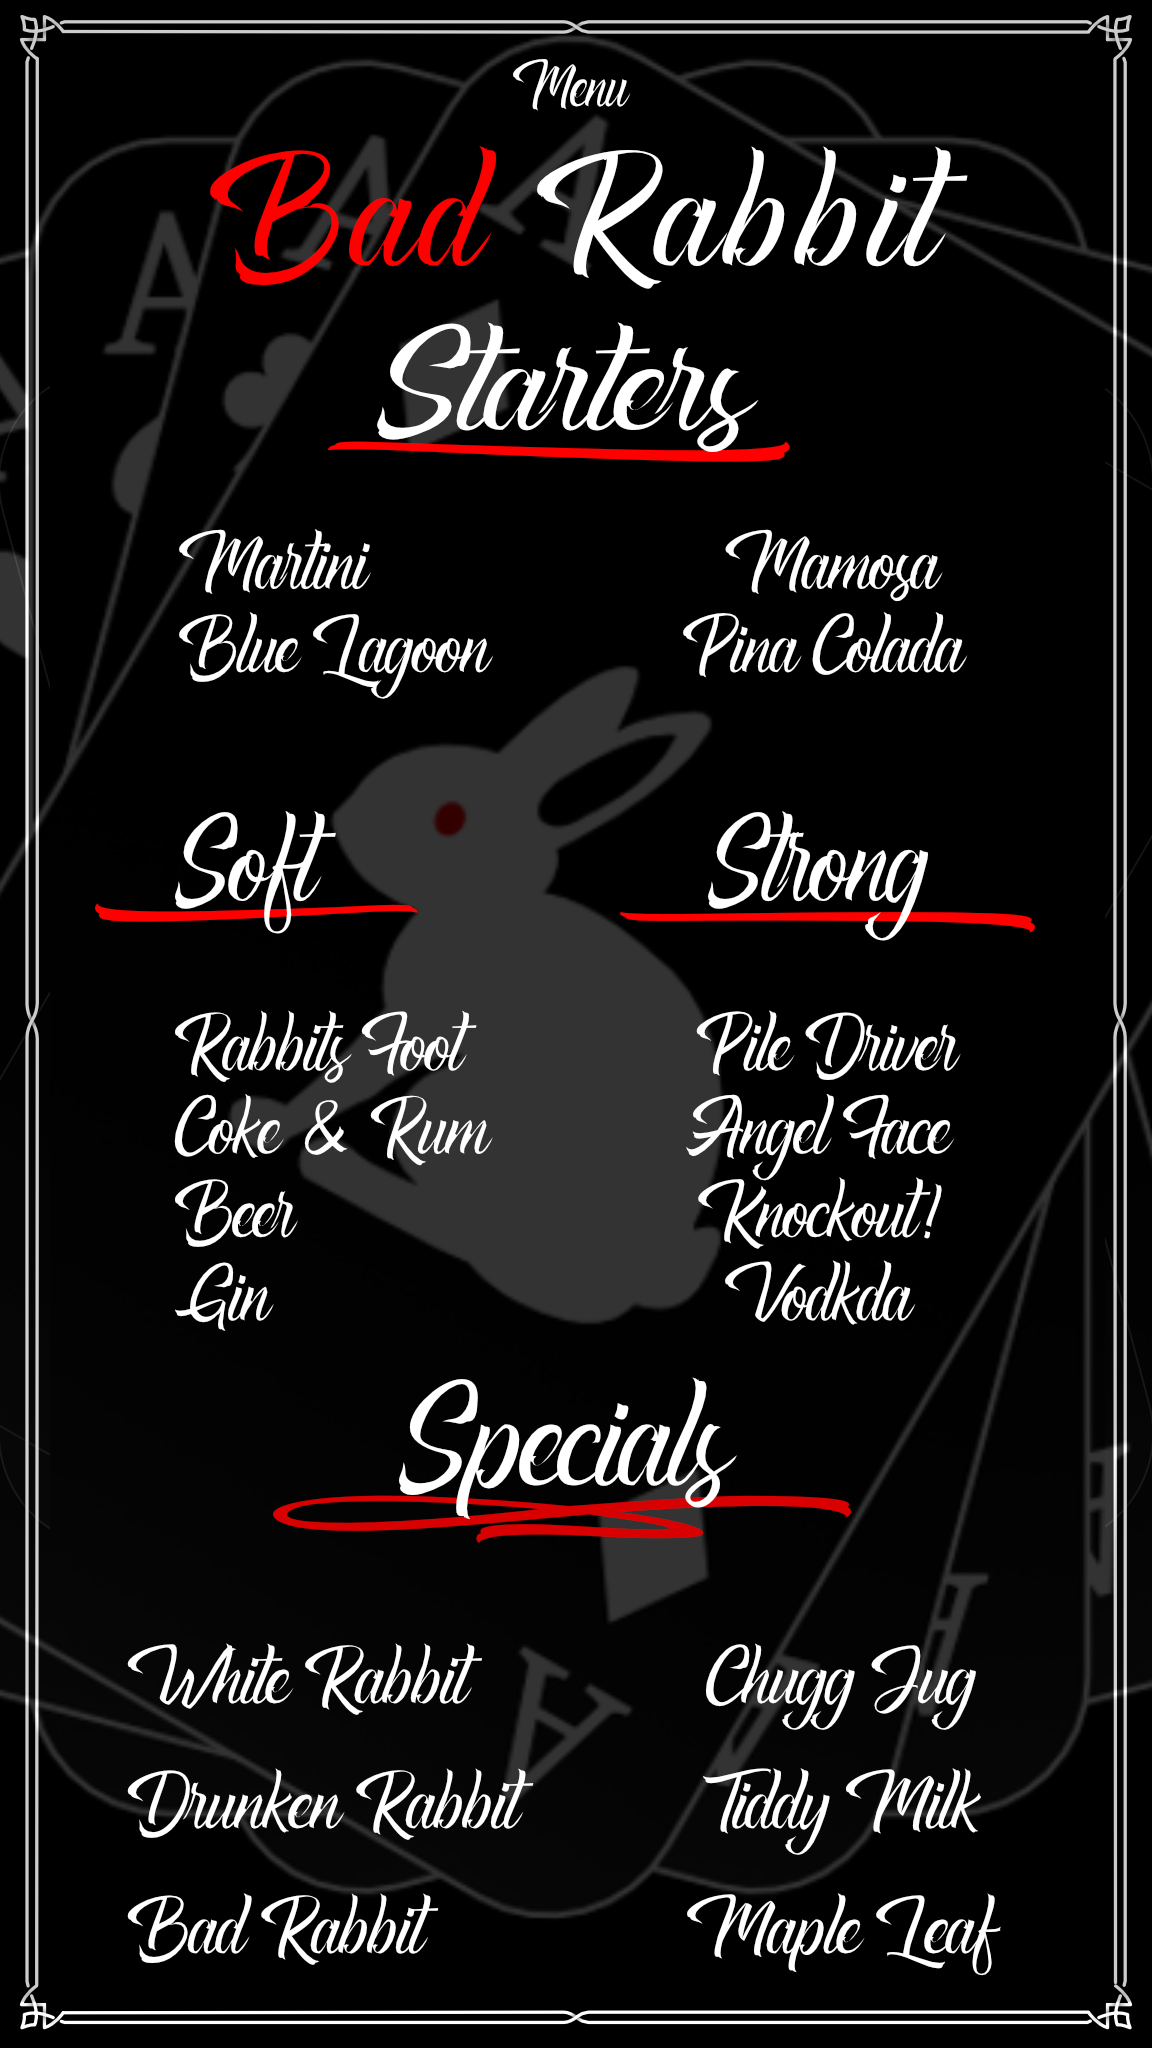 Menu
Bad Rabbit
Starters
Martini
Blue Lagoon
Mamosa
Pina Colada
Soft
Rabbits Foot
Coke & Rum
Beer
Gin
Strong
Pile Driver
Angel Face
Knockout!
Vodkda
Specials
White Rabbit
Drunken Rabbit
Bad Rabbit
Chugg Jug
Tiddy Milk
Maple Leaf
A
A
A
A